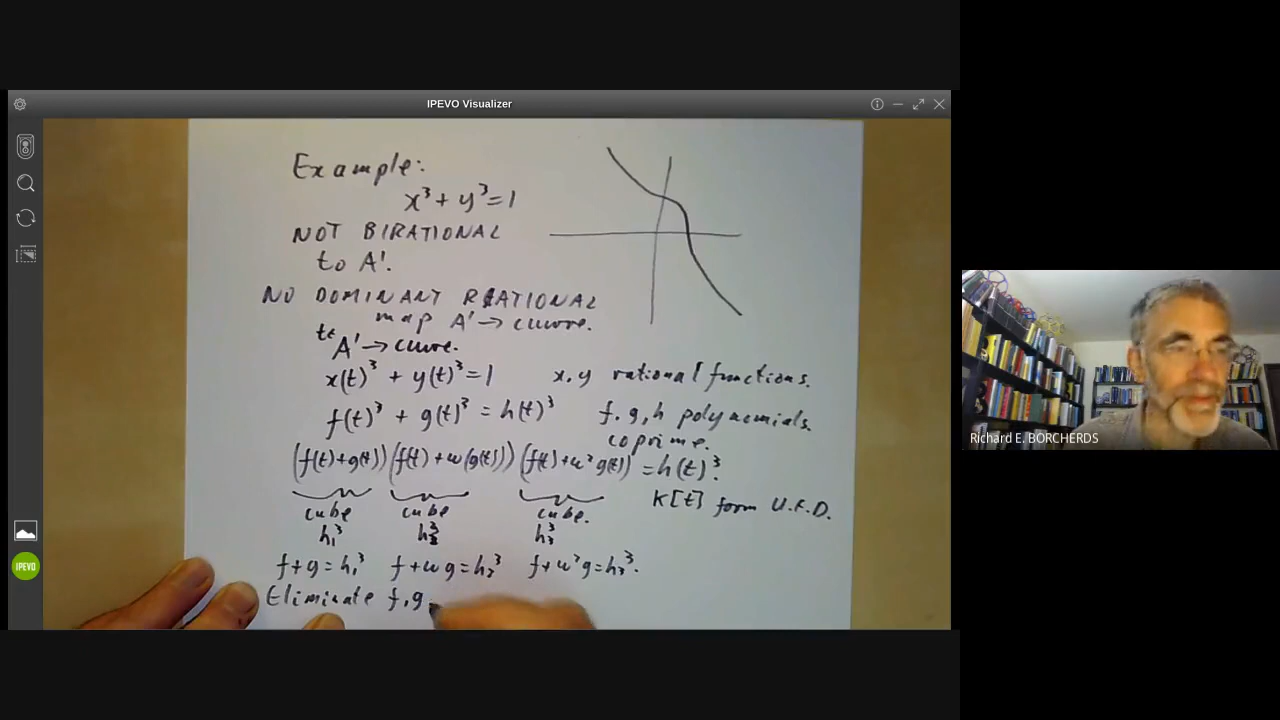 IPEVO Visualizer
Example:
x³ + y³ = 1
NOT BIRATIONAL
to A¹.
NO DOMINANT RATIONAL
map A¹ → curve.
t∈ A¹ → curve.
x(t)³ + y(t)³ = 1 x, y rational functions.
f(t)³ + g(t)³ = h(t)³ f, g, h polynomials.
coprime.
(f(t)+g(t)) (f(t)+ω(g(t))) (f(t)+ω²g(t)) = h(t)³
K[t] form U.F.D.
cube cube cube.
h₁³ h₂³ h₃³
f+g = h₁³ f+ωg = h₂³ f+ω²g = h₃³.
Eliminate f, g
Richard E. BORCHERDS
IPEVO